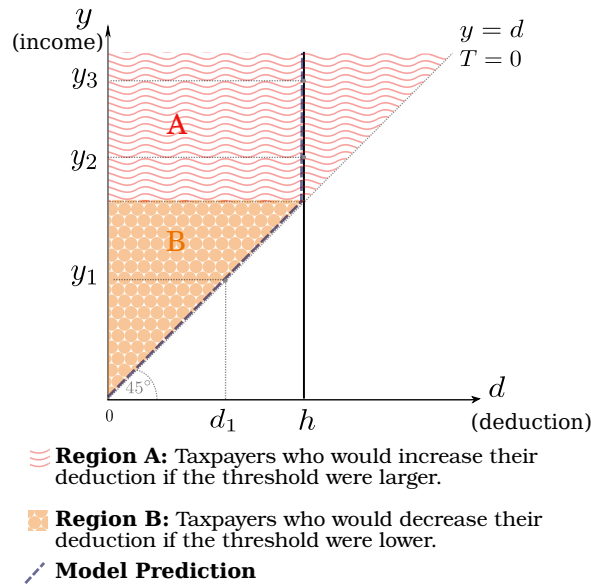 y
(income)
y = d
T = 0
y3
A
y2
B
y1
45°
0
d1
h
d
(deduction)
Region A: Taxpayers who would increase their
deduction if the threshold were larger.
Region B: Taxpayers who would decrease their
deduction if the threshold were lower.
Model Prediction